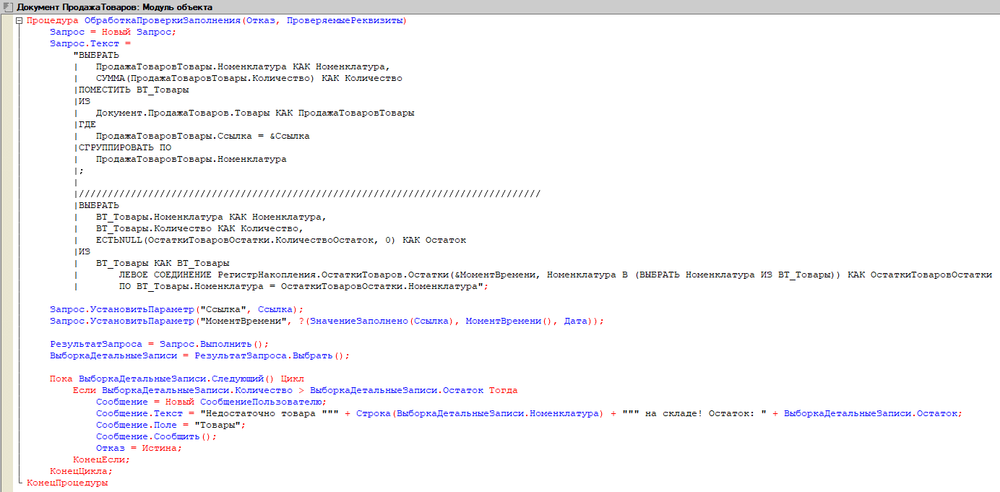 Документ ПродажаТоваров: Модуль объекта
Процедура ОбработкаПроверкиЗаполнения(Отказ, ПроверяемыеРеквизиты)
    Запрос = Новый Запрос;
    Запрос.Текст =
        "ВЫБРАТЬ
        |   ПродажаТоваровТовары.Номенклатура КАК Номенклатура,
        |   СУММА(ПродажаТоваровТовары.Количество) КАК Количество
        |ПОМЕСТИТЬ ВТ_Товары
        |ИЗ
        |   Документ.ПродажаТоваров.Товары КАК ПродажаТоваровТовары
        |ГДЕ
        |   ПродажаТоваровТовары.Ссылка = &Ссылка
        |СГРУППИРОВАТЬ ПО
        |   ПродажаТоваровТовары.Номенклатура
        |;
        |
        |////////////////////////////////////////////////////////////////////////////////
        |ВЫБРАТЬ
        |   ВТ_Товары.Номенклатура КАК Номенклатура,
        |   ВТ_Товары.Количество КАК Количество,
        |   ЕСТЬNULL(ОстаткиТоваровОстатки.КоличествоОстаток, 0) КАК Остаток
        |ИЗ
        |   ВТ_Товары КАК ВТ_Товары
        |       ЛЕВОЕ СОЕДИНЕНИЕ РегистрНакопления.ОстаткиТоваров.Остатки(&МоментВремени, Номенклатура В (ВЫБРАТЬ Номенклатура ИЗ ВТ_Товары)) КАК ОстаткиТоваровОстатки
        |       ПО ВТ_Товары.Номенклатура = ОстаткиТоваровОстатки.Номенклатура";
    Запрос.УстановитьПараметр("Ссылка", Ссылка);
    Запрос.УстановитьПараметр("МоментВремени", ?(ЗначениеЗаполнено(Ссылка), МоментВремени(), Дата));
    РезультатЗапроса = Запрос.Выполнить();
    ВыборкаДетальныеЗаписи = РезультатЗапроса.Выбрать();
    Пока ВыборкаДетальныеЗаписи.Следующий() Цикл
        Если ВыборкаДетальныеЗаписи.Количество > ВыборкаДетальныеЗаписи.Остаток Тогда
            Сообщение = Новый СообщениеПользователю;
            Сообщение.Текст = "Недостаточно товара """ + Строка(ВыборкаДетальныеЗаписи.Номенклатура) + """ на складе! Остаток: " + ВыборкаДетальныеЗаписи.Остаток;
            Сообщение.Поле = "Товары";
            Сообщение.Сообщить();
            Отказ = Истина;
        КонецЕсли;
    КонецЦикла;
КонецПроцедуры